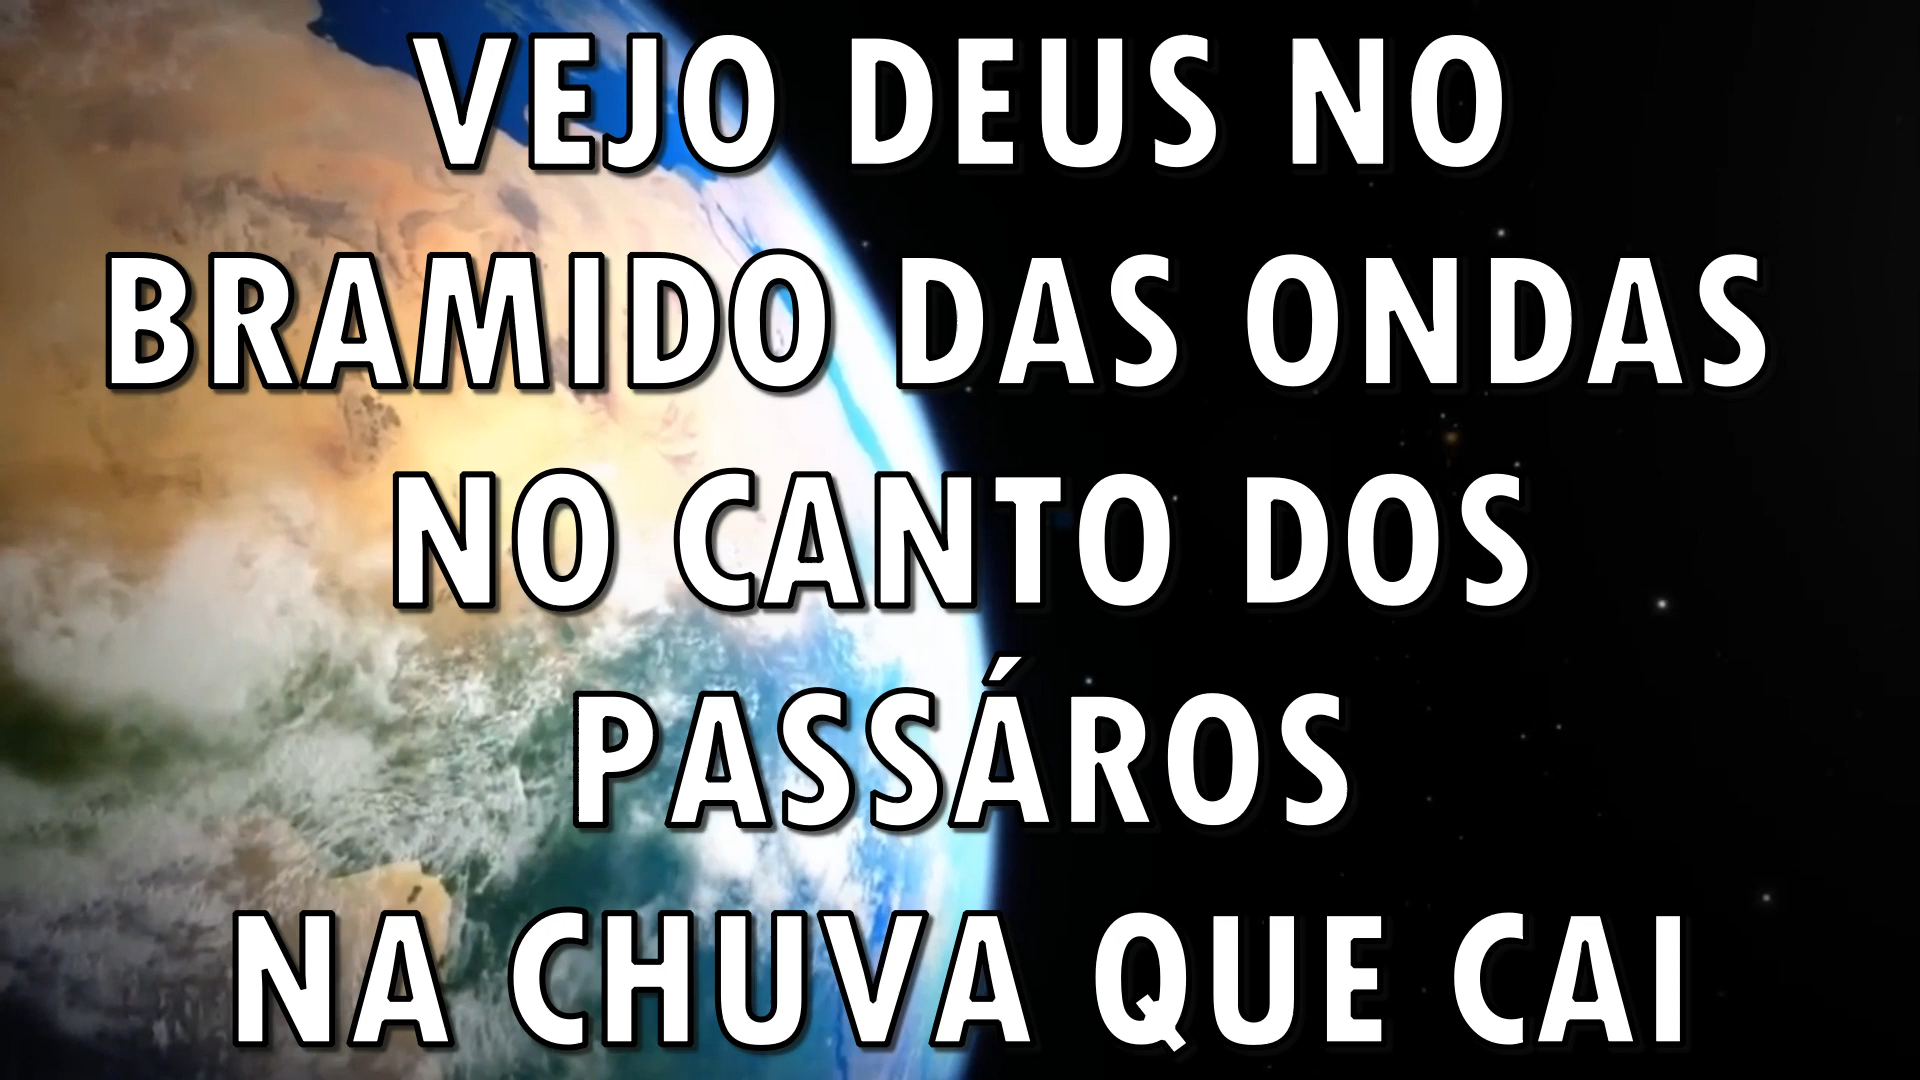 VEJO DEUS NO
BRAMIDO DAS ONDAS
NO CANTO DOS
PASSÁROS
NA CHUVA QUE CAI